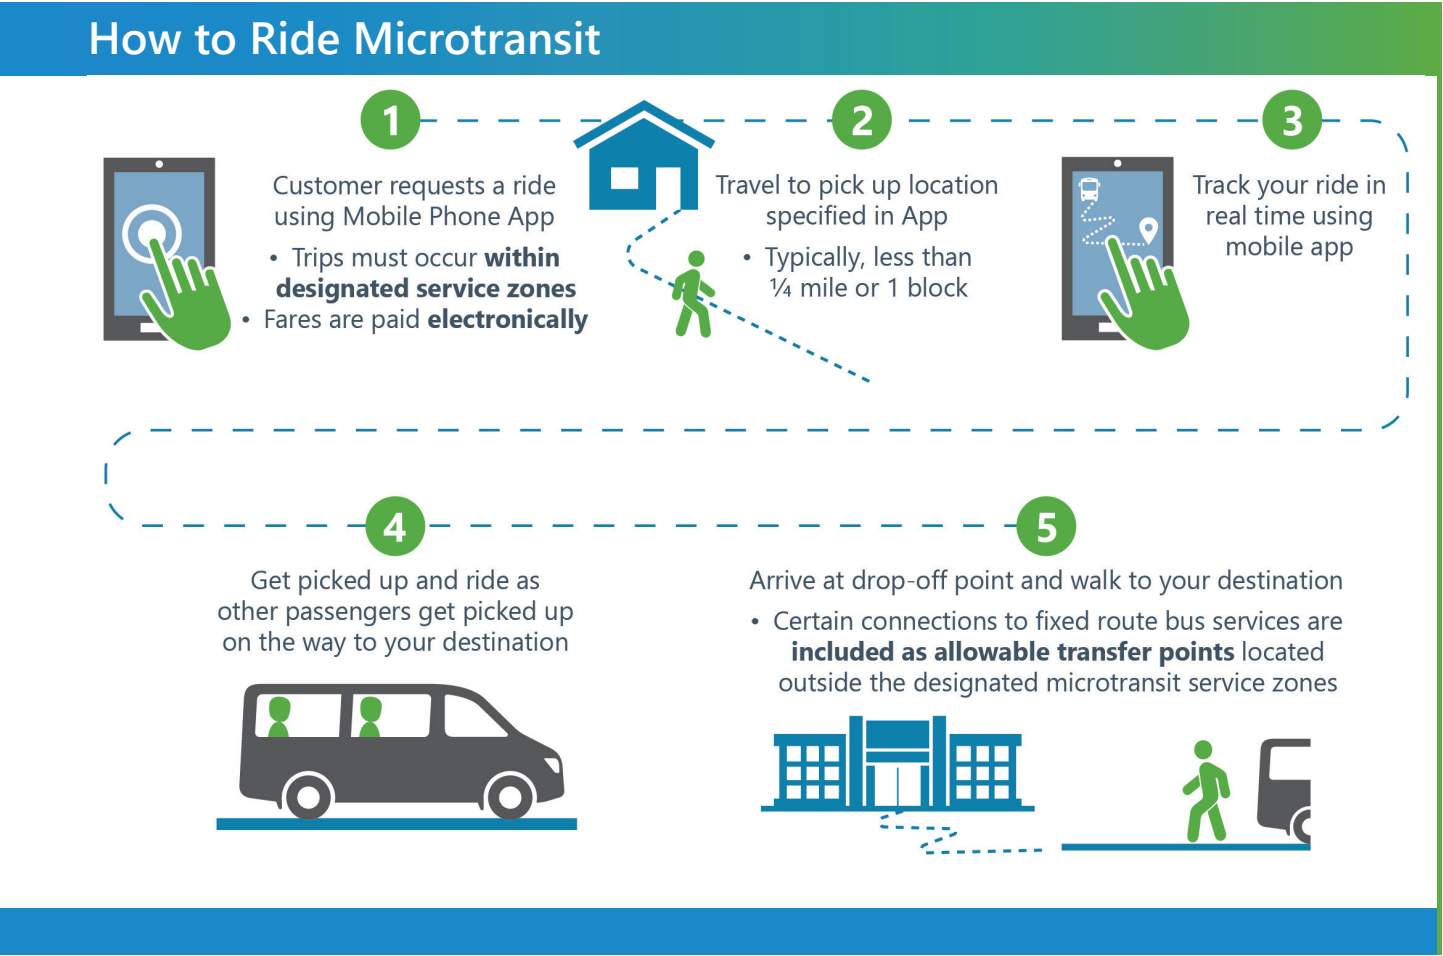 How to Ride Microtransit
1
Customer requests a ride
using Mobile Phone App
• Trips must occur within
designated service zones
• Fares are paid electronically
2
Travel to pick up location
specified in App
• Typically, less than
¼ mile or 1 block
3
Track your ride in
real time using
mobile app
4
Get picked up and ride as
other passengers get picked up
on the way to your destination
5
Arrive at drop-off point and walk to your destination
• Certain connections to fixed route bus services are
included as allowable transfer points located
outside the designated microtransit service zones